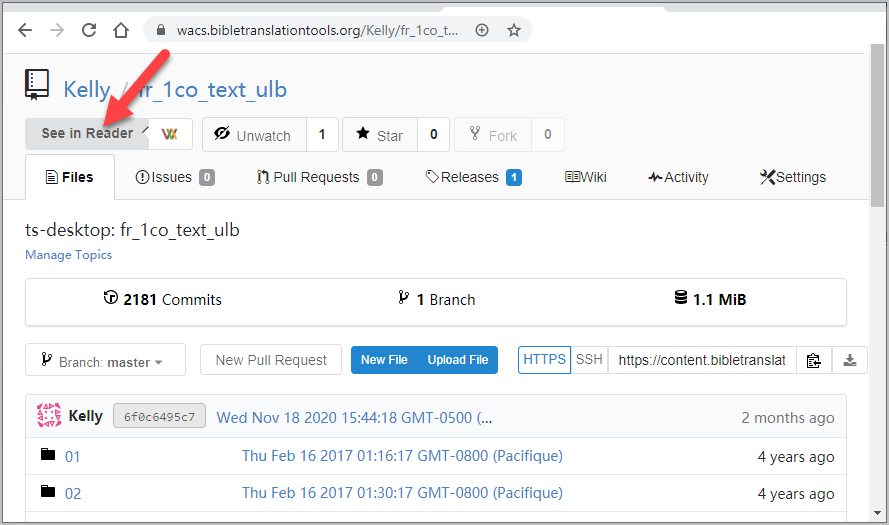 wacs.bibletranslationtools.org/Kelly/fr_1co_t...
Kelly / fr_1co_text_ulb
See in Reader Unwatch 1 Star 0 Fork 0
Files Issues 0 Pull Requests 0 Releases 1 Wiki Activity Settings
ts-desktop: fr_1co_text_ulb
Manage Topics
2181 Commits 1 Branch 1.1 MiB
Branch: master New Pull Request New File Upload File HTTPS SSH https://content.bibletranslat
Kelly 6f0c6495c7 Wed Nov 18 2020 15:44:18 GMT-0500 (... 2 months ago
01 Thu Feb 16 2017 01:16:17 GMT-0800 (Pacifique) 4 years ago
02 Thu Feb 16 2017 01:30:17 GMT-0800 (Pacifique) 4 years ago